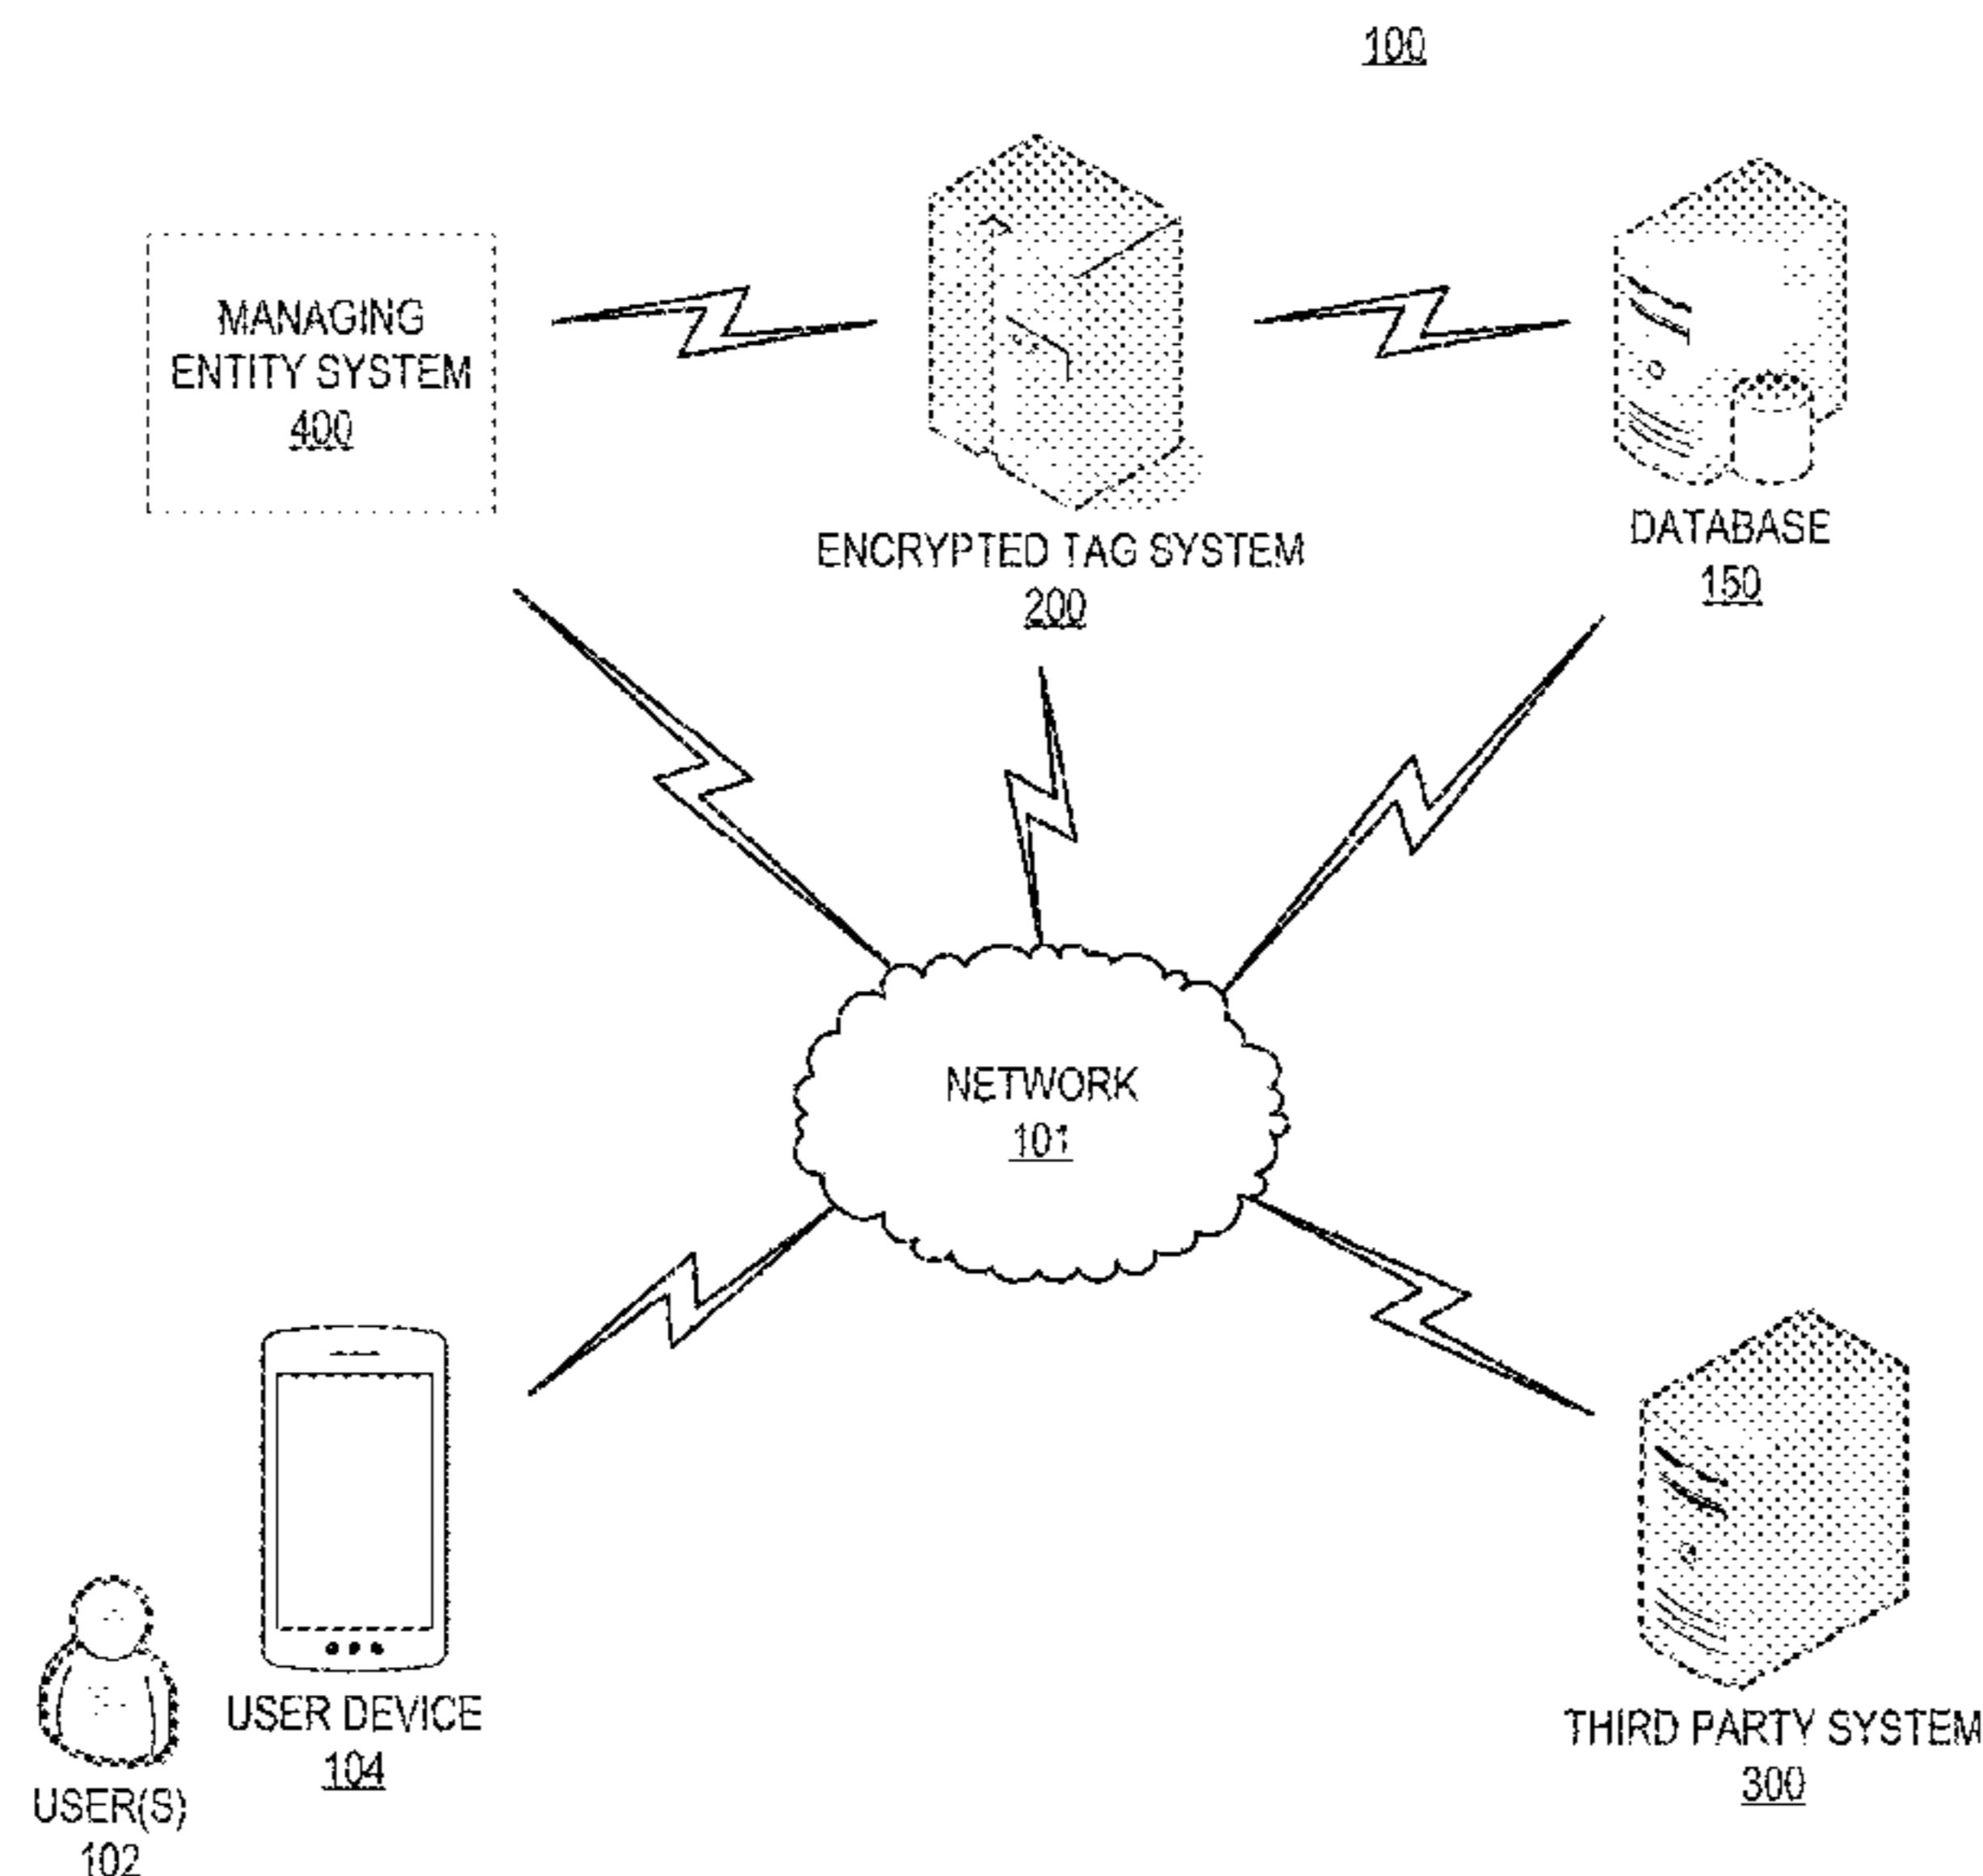 100
MANAGING
ENTITY SYSTEM
400
ENCRYPTED TAG SYSTEM
200
DATABASE
150
NETWORK
101
USER DEVICE
104
USER(S)
102
THIRD PARTY SYSTEM
300